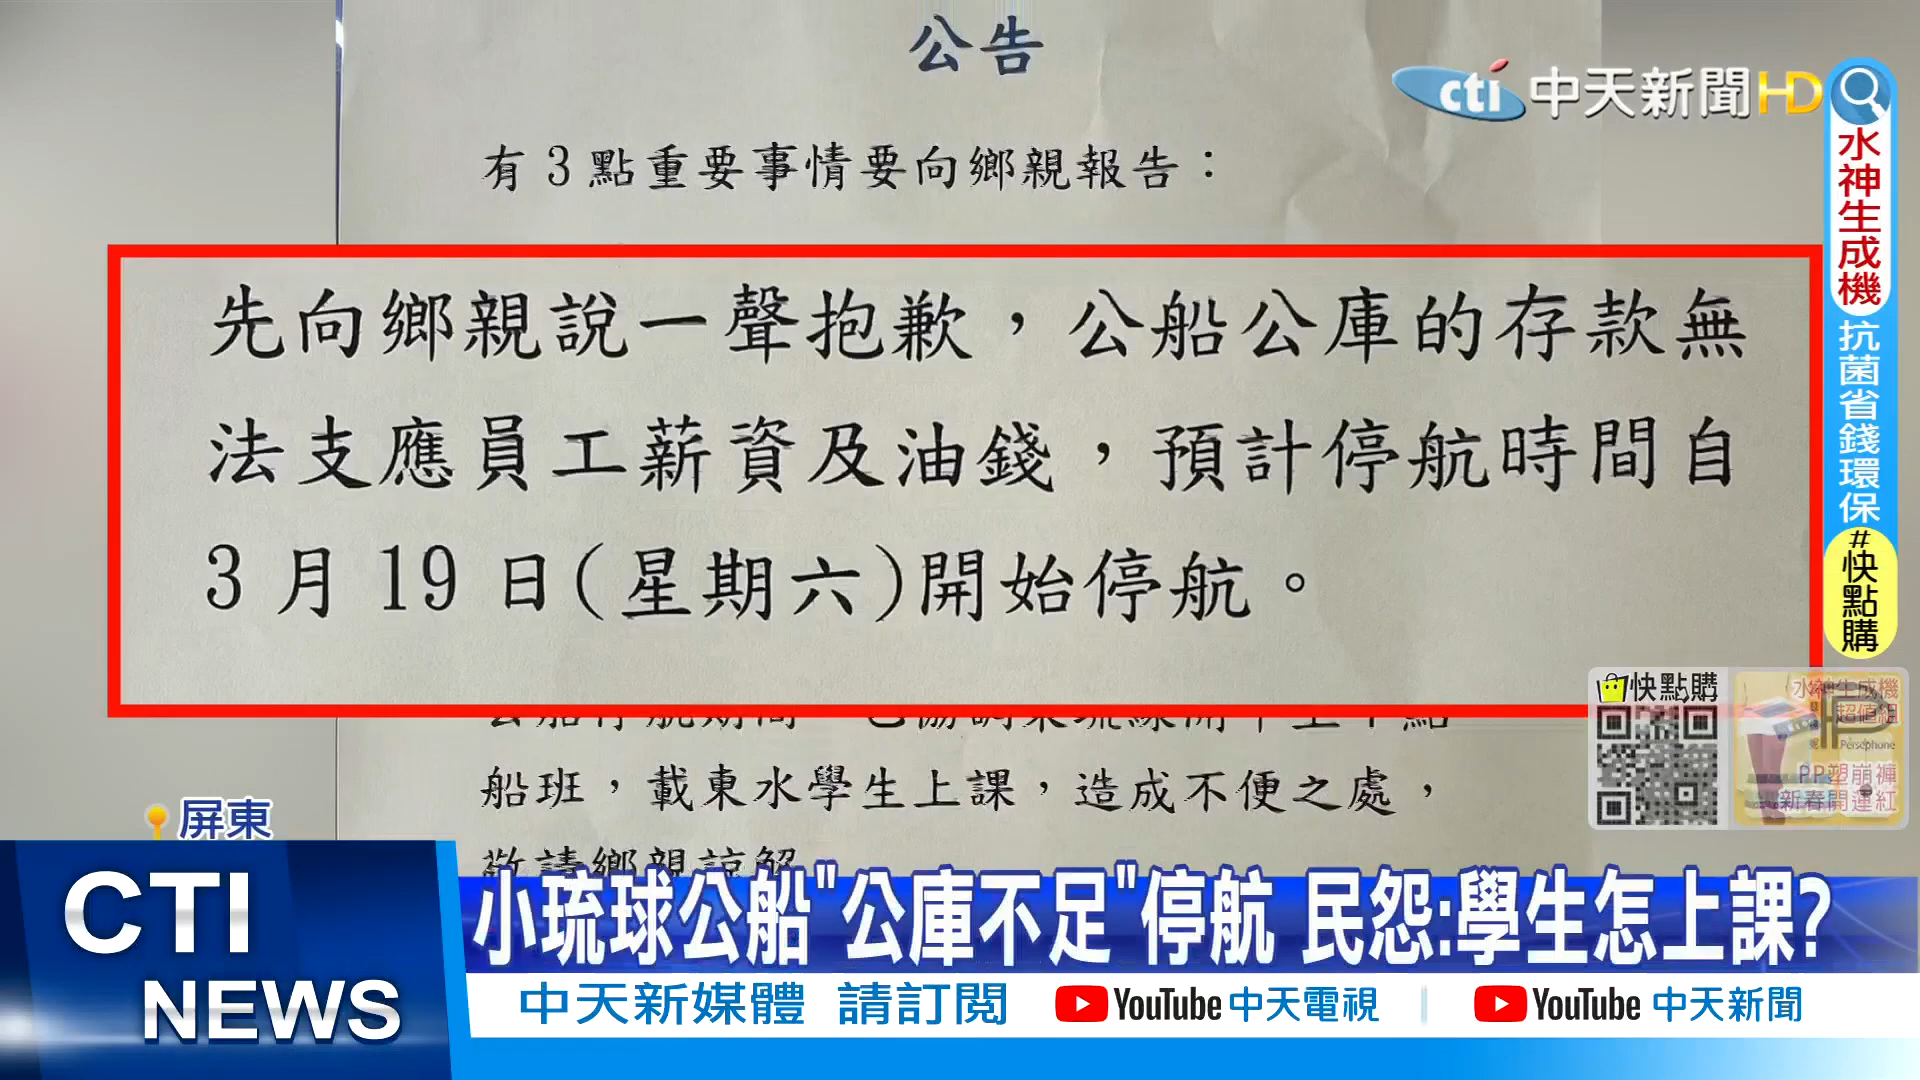 公告
有3點重要事情要向鄉親報告：
先向鄉親說一聲抱歉，公船公庫的存款無
法支應員工薪資及油錢，預計停航時間自
3月19日(星期六)開始停航。
船班，載東水學生上課，造成不便之處，
敬請鄉親諒解
cti 中天新聞HD
水神生成機
抗菌省錢環保
#快點購
快點購
水神生成機
超值組
Persephone
PP塑崩褲
新春開運紅
屏東
CTI NEWS
小琉球公船"公庫不足"停航 民怨:學生怎上課?
中天新媒體 請訂閱 YouTube 中天電視 | YouTube 中天新聞